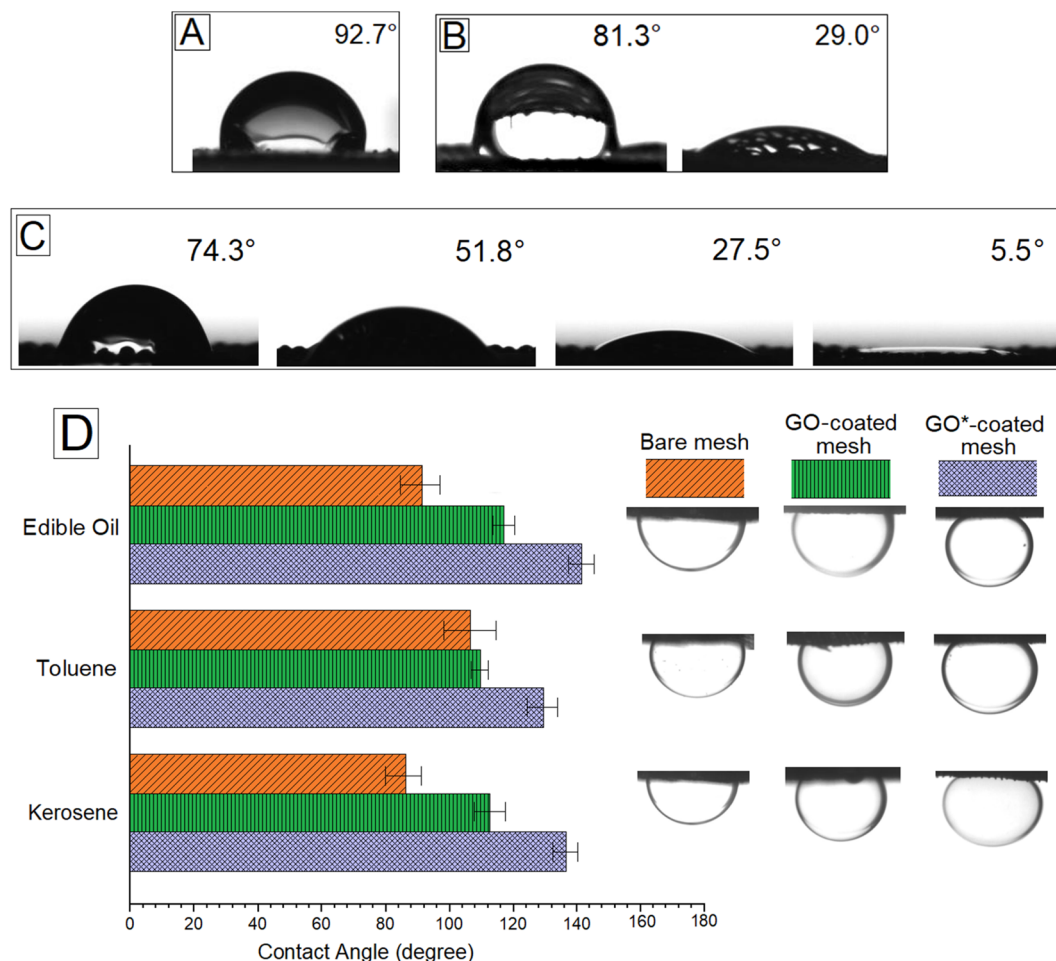 A
92.7°
B
81.3°
29.0°
C
74.3°
51.8°
27.5°
5.5°
D
Bare mesh
GO-coated
mesh
GO*-coated
mesh
Edible Oil
Toluene
Kerosene
0 20 40 60 80 100 120 140 160 180
Contact Angle (degree)